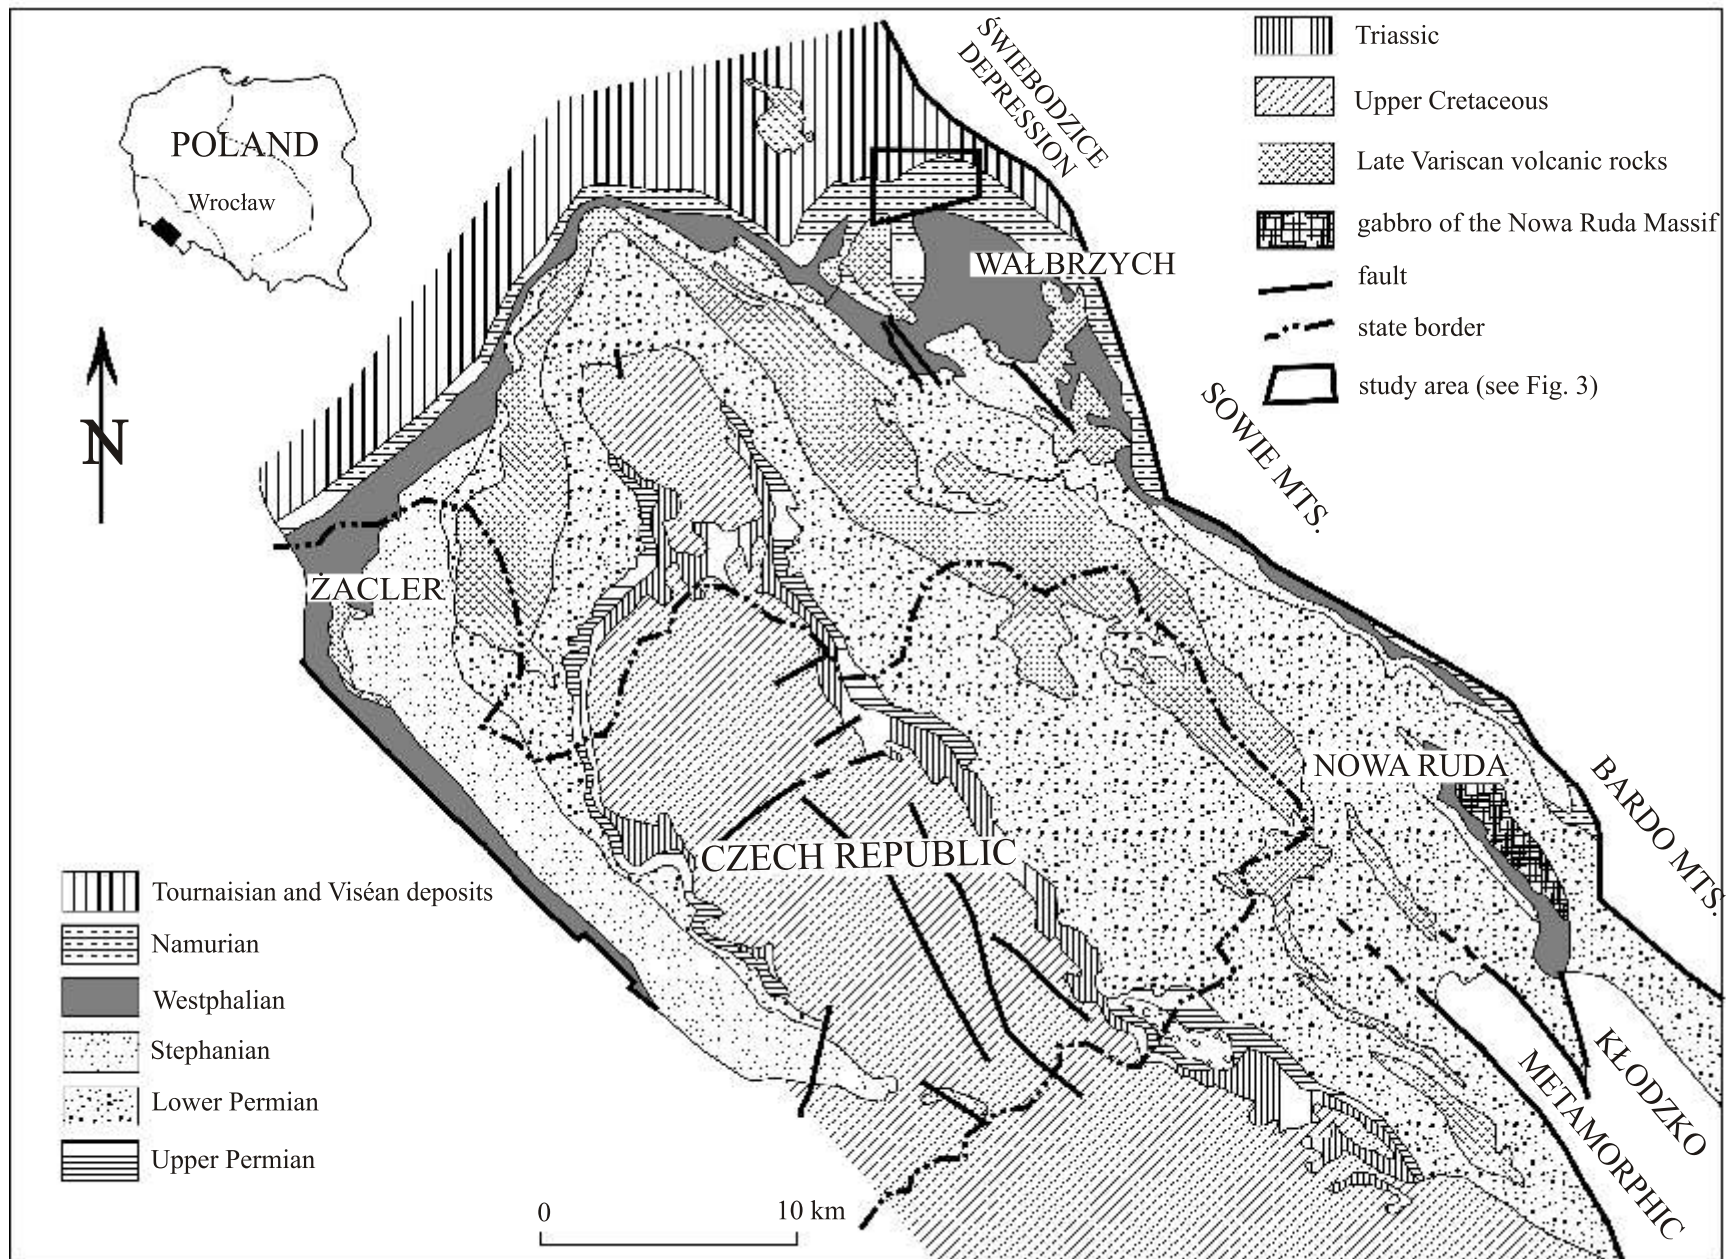 ŚWIEBODZICE
DEPRESSION
POLAND
Wrocław
N
WAŁBRZYCH
SOWIE MTS.
ŻACLER
NOWA RUDA
BARDO MTS.
CZECH REPUBLIC
KŁODZKO
METAMORPHIC
Triassic
Upper Cretaceous
Late Variscan volcanic rocks
gabbro of the Nowa Ruda Massif
fault
state border
study area (see Fig. 3)
Tournaisian and Viséan deposits
Namurian
Westphalian
Stephanian
Lower Permian
Upper Permian
0 10 km